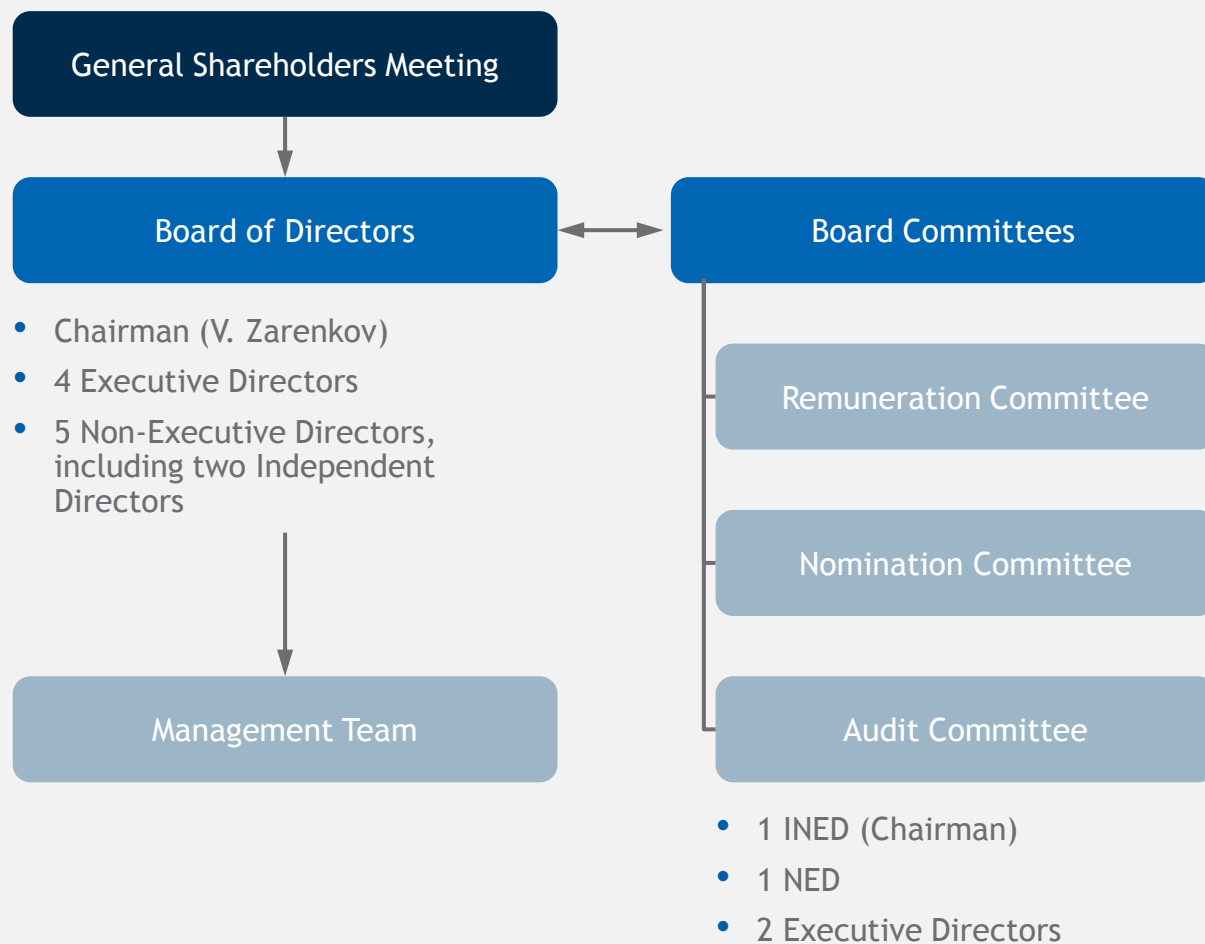 General Shareholders Meeting
Board of Directors
Board Committees
• Chairman (V. Zarenkov)
• 4 Executive Directors
• 5 Non-Executive Directors,
including two Independent
Directors
Remuneration Committee
Nomination Committee
Management Team
Audit Committee
• 1 INED (Chairman)
• 1 NED
• 2 Executive Directors